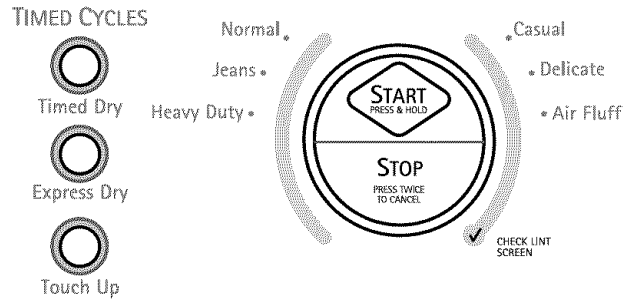 TIMED CYCLES
Timed Dry
Express Dry
Touch Up
Normal
Jeans
Heavy Duty
START
PRESS & HOLD
STOP
PRESS TWICE
TO CANCEL
Casual
Delicate
Air Fluff
CHECK LINT
SCREEN